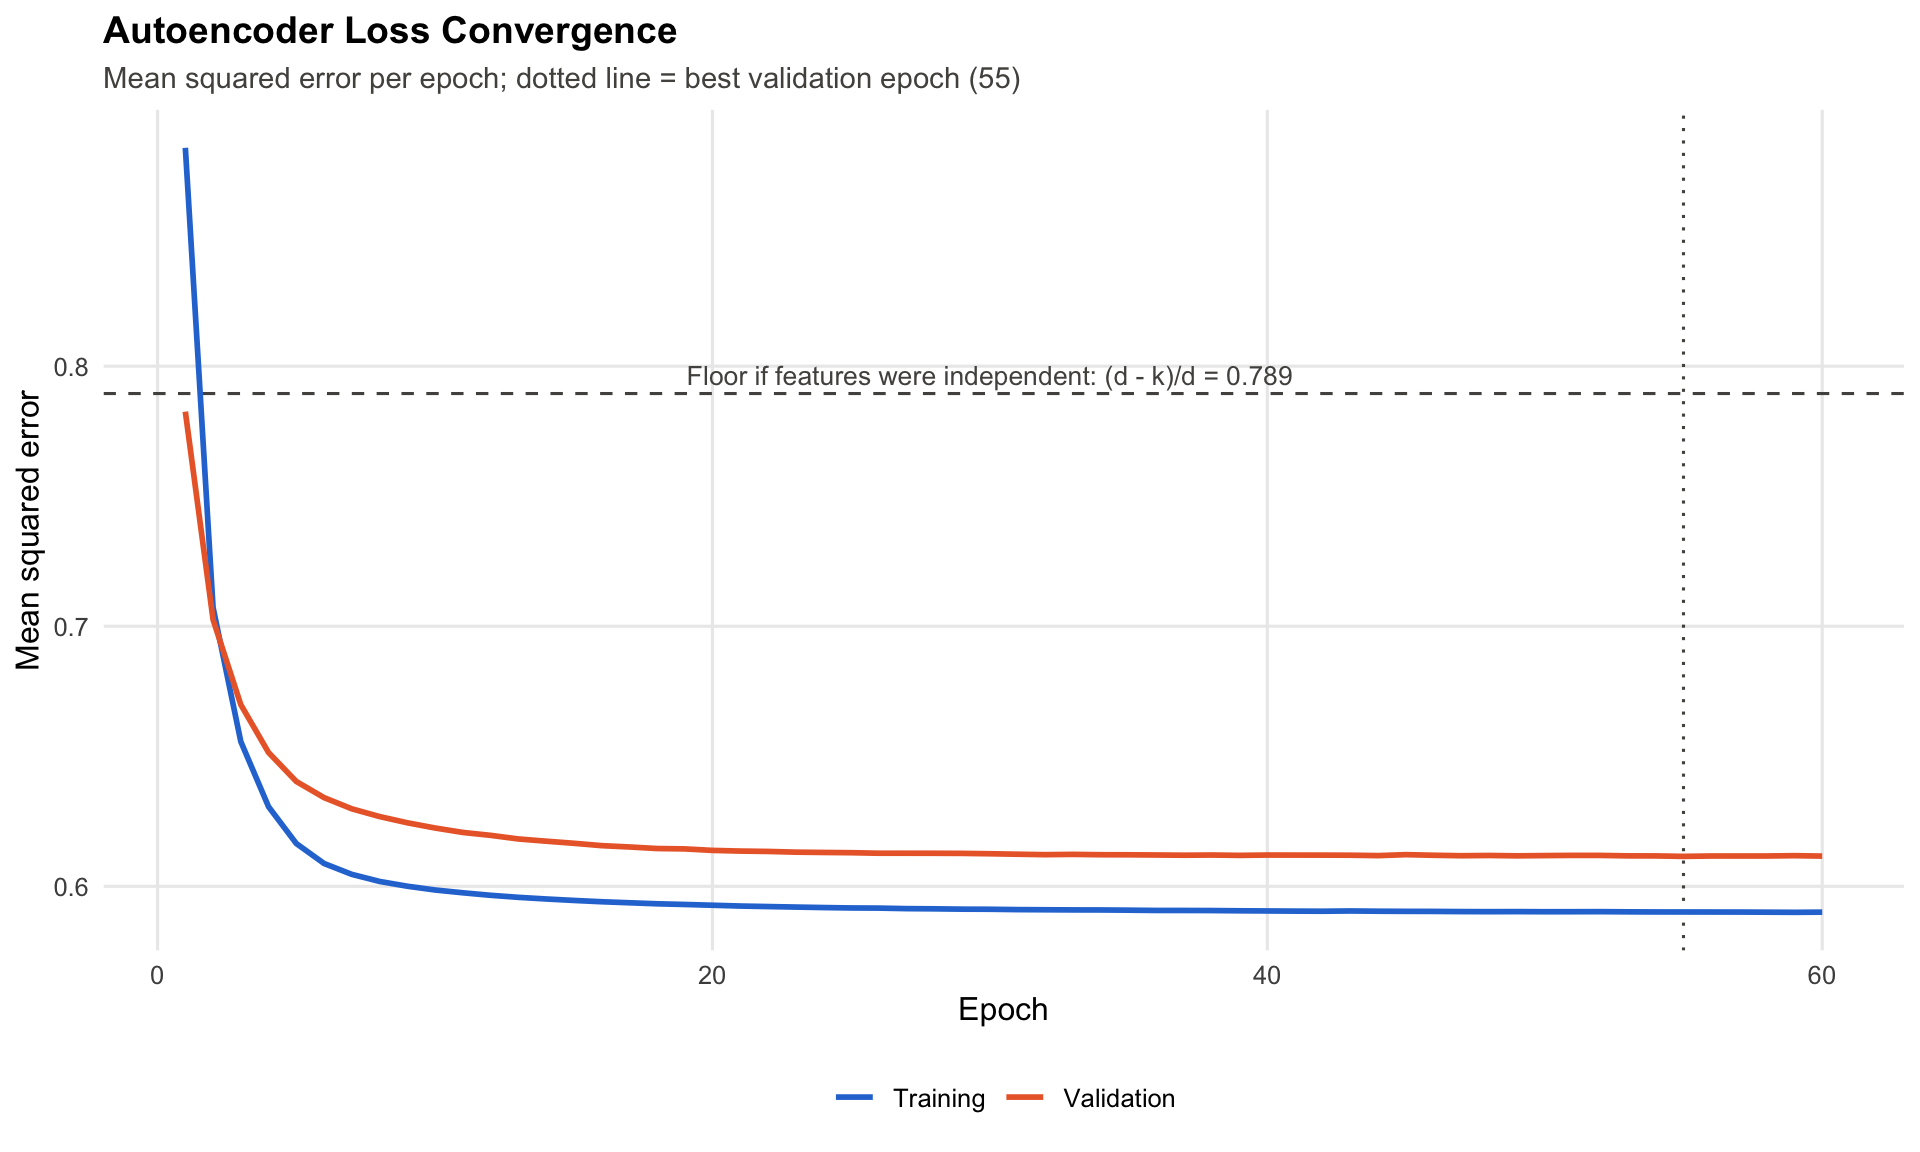 Autoencoder Loss Convergence
Mean squared error per epoch; dotted line = best validation epoch (55)
Mean squared error
0.8
0.7
0.6
Floor if features were independent: (d - k)/d = 0.789
0
20
40
60
Epoch
Training
Validation